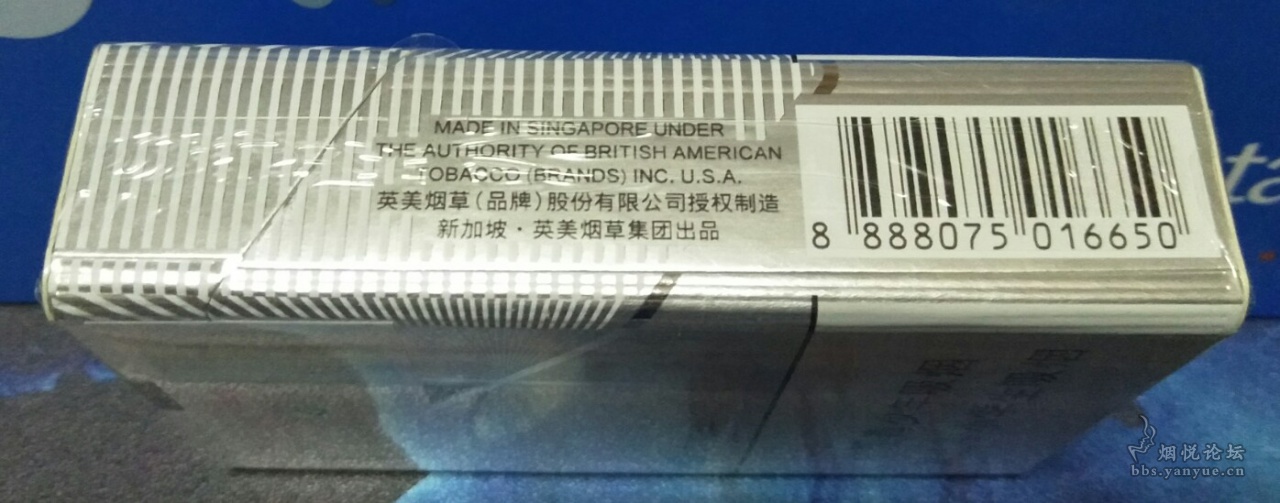 MADE IN SINGAPORE UNDER
THE AUTHORITY OF BRITISH AMERICAN
TOBACCO (BRANDS) INC. U.S.A.
英美烟草(品牌)股份有限公司授权制造
新加坡·英美烟草集团出品
8 888075 016650
烟悦论坛
bbs.yanyue.cn